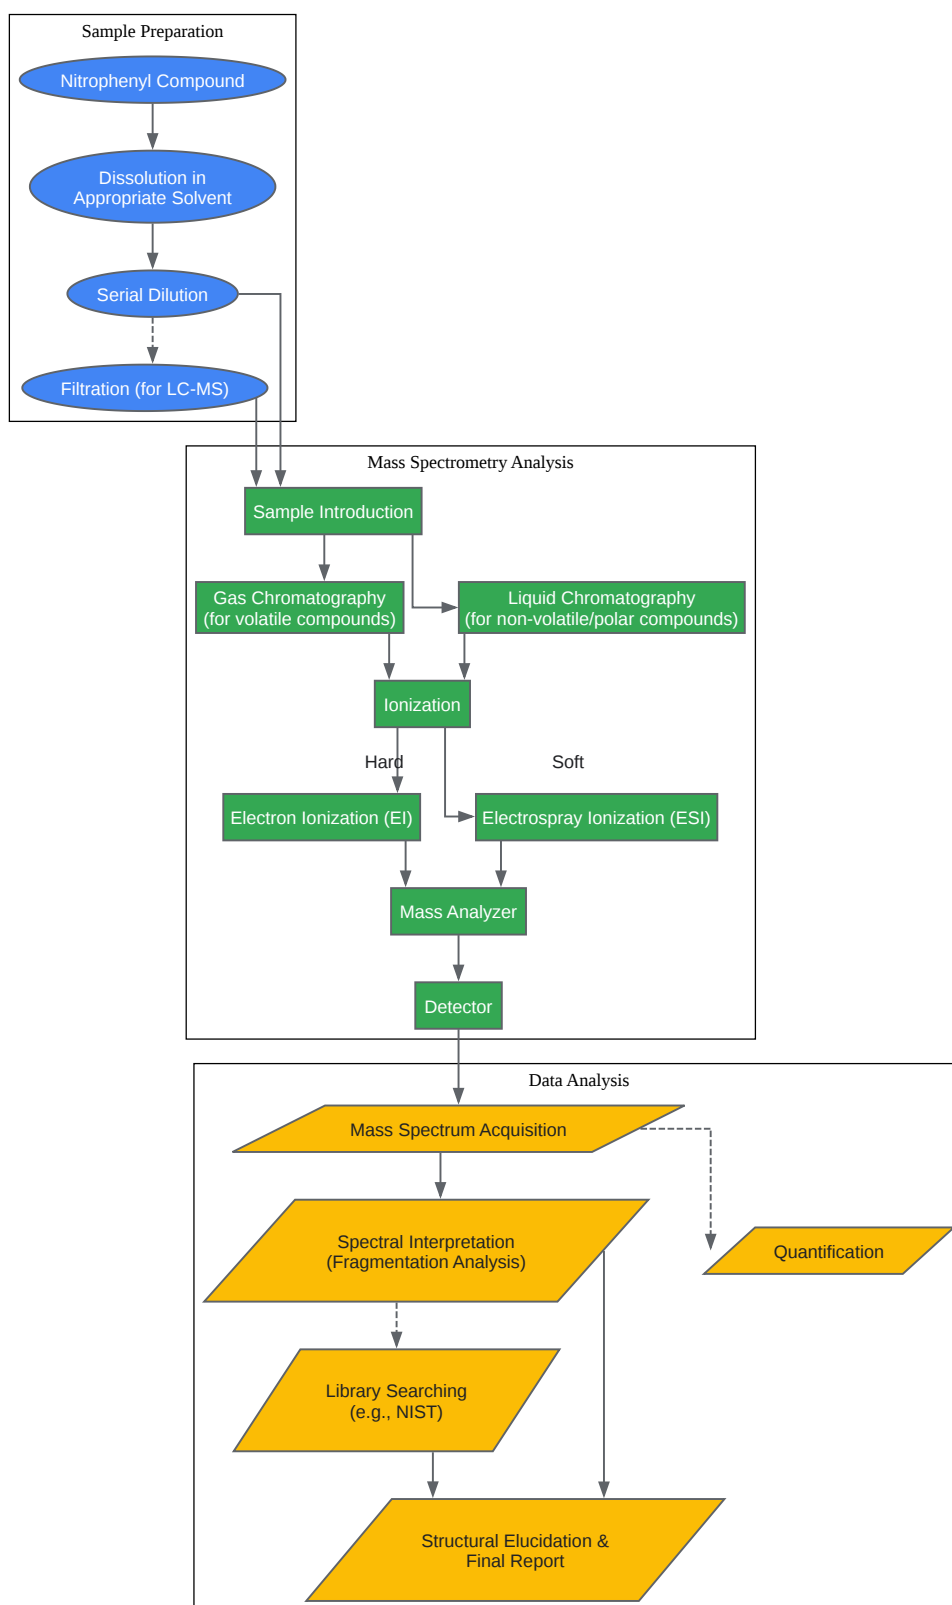 Sample Preparation
Nitrophenyl Compound
Dissolution in
Appropriate Solvent
Serial Dilution
Filtration (for LC-MS)
Mass Spectrometry Analysis
Sample Introduction
Gas Chromatography
(for volatile compounds)
Liquid Chromatography
(for non-volatile/polar compounds)
Ionization
Hard
Soft
Electron Ionization (EI)
Electrospray Ionization (ESI)
Mass Analyzer
Detector
Data Analysis
Mass Spectrum Acquisition
Spectral Interpretation
(Fragmentation Analysis)
Quantification
Library Searching
(e.g., NIST)
Structural Elucidation &
Final Report